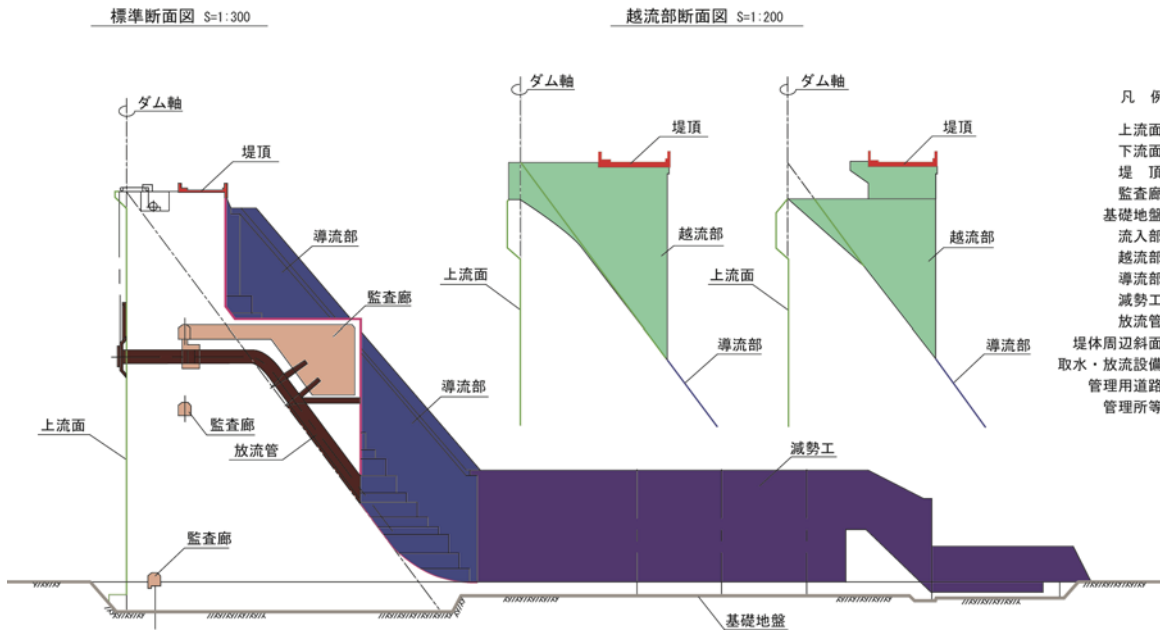 標準断面図 S=1:300
越流部断面図 S=1:200
ダム軸
堤頂
導流部
監査廊
導流部
上流面
監査廊
放流管
監査廊
減勢工
基礎地盤
ダム軸
堤頂
越流部
上流面
導流部
ダム軸
堤頂
越流部
上流面
導流部
凡 例
上流面
下流面
堤 頂
監査廊
基礎地盤
流入部
越流部
導流部
減勢工
放流管
堤体周辺斜面
取水・放流設備
管理用道路
管理所等